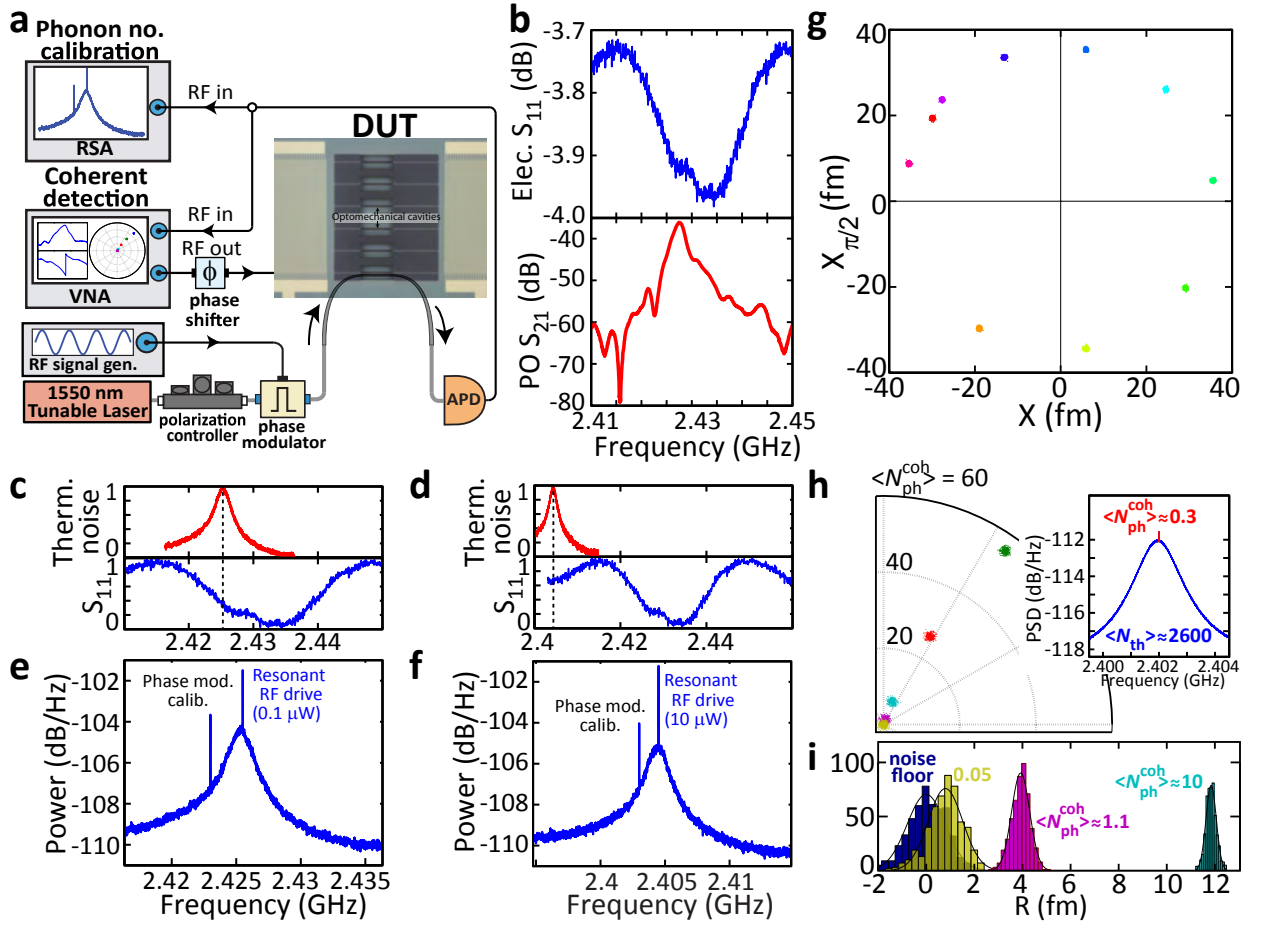 a
Phonon no.
calibration
RF in
RSA
Coherent
detection
RF in
RF out
ϕ
VNA
phase
shifter
DUT
Optomechanical cavities
RF signal gen.
1550 nm
Tunable Laser
polarization
controller
phase
modulator
APD
b
Elec. S11 (dB)
-3.7
-3.8
-3.9
-4.0
PO S21 (dB)
-40
-50
-60
-70
-80
2.41 2.43 2.45
Frequency (GHz)
g
X π/2 (fm)
40
20
0
-20
-40
-40 -20 0 20 40
X (fm)
c
Therm.
noise
1
0
S11
1
0
2.42 2.43 2.44
d
Therm.
noise
1
0
S11
1
0
2.4 2.42 2.44
e
Power (dB/Hz)
-102
-104
-106
-108
-110
Phase mod.
calib.
Resonant
RF drive
(0.1 µW)
2.42 2.425 2.43 2.435
Frequency (GHz)
f
Power (dB/Hz)
-102
-104
-106
-108
-110
Phase mod.
calib.
Resonant
RF drive
(10 µW)
2.4 2.405 2.41
Frequency (GHz)
h
<N coh ph> = 60
40
20
PSD (dB/Hz)
-112
-114
-116
-118
<N coh ph>≈0.3
<Nth>≈2600
2.400 2.402 2.404
Frequency (GHz)
i
100
50
0
noise
floor
0.05
<N coh ph>≈1.1
<N coh ph>≈10
-2 0 2 4 6 8 10 12
R (fm)